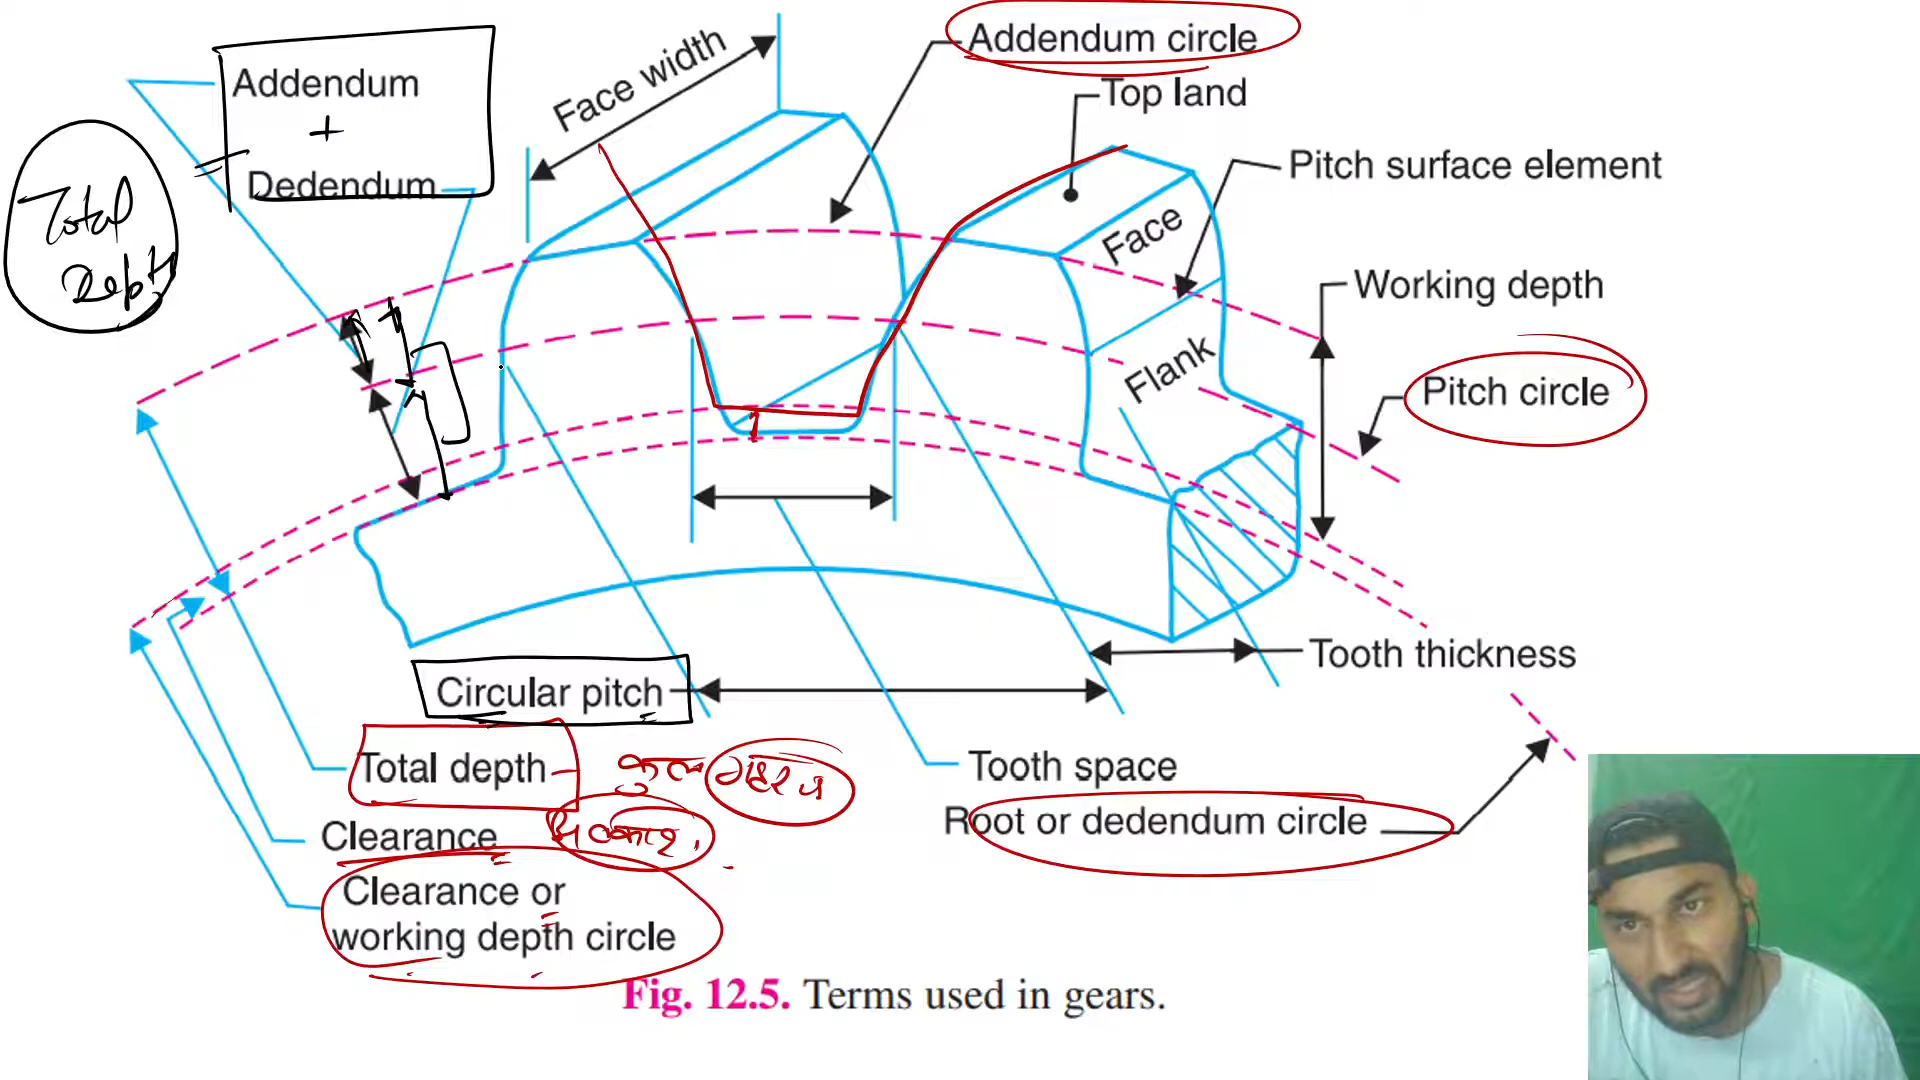 Addendum circle
Face width
Addendum
Top land
+
Pitch surface element
Dedendum
=
Total
Depth
Face
Working depth
Flank
Pitch circle
Tooth thickness
Circular pitch
Total depth
कुल
Tooth space
Root or dedendum circle
Clearance
Clearance or
working depth circle
Fig. 12.5. Terms used in gears.